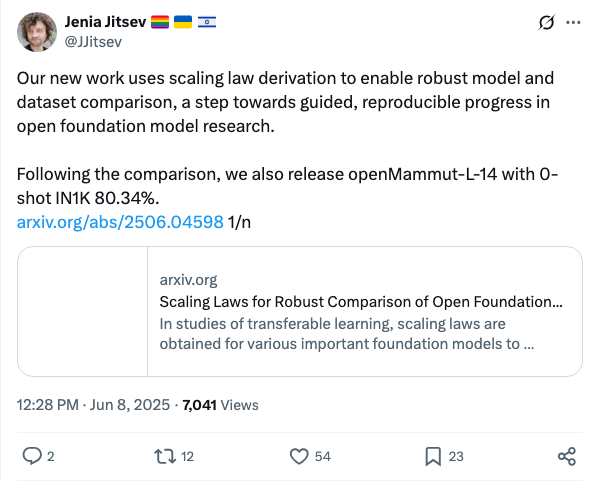 Jenia Jitsev 🏳️‍🌈 🇺🇦 🇮🇱
@JJitsev
Our new work uses scaling law derivation to enable robust model and
dataset comparison, a step towards guided, reproducible progress in
open foundation model research.
Following the comparison, we also release openMammut-L-14 with 0-
shot IN1K 80.34%.
arxiv.org/abs/2506.04598 1/n
arxiv.org
Scaling Laws for Robust Comparison of Open Foundation...
In studies of transferable learning, scaling laws are
obtained for various important foundation models to ...
12:28 PM · Jun 8, 2025 · 7,041 Views
2 12 54 23